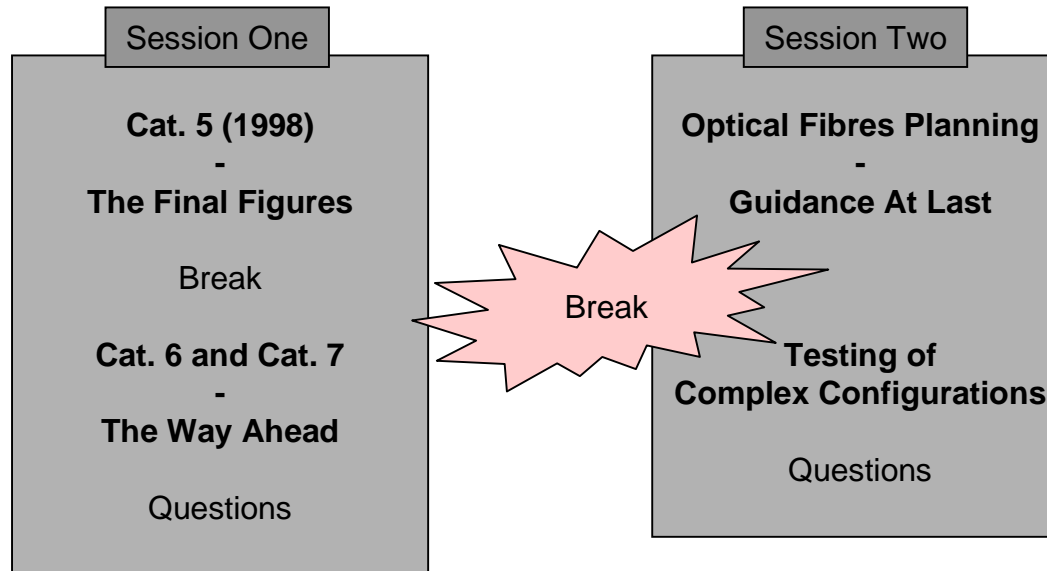 Session One
Cat. 5 (1998)
-
The Final Figures
Break
Cat. 6 and Cat. 7
-
The Way Ahead
Questions
Break
Session Two
Optical Fibres Planning
-
Guidance At Last
Testing of
Complex Configurations
Questions